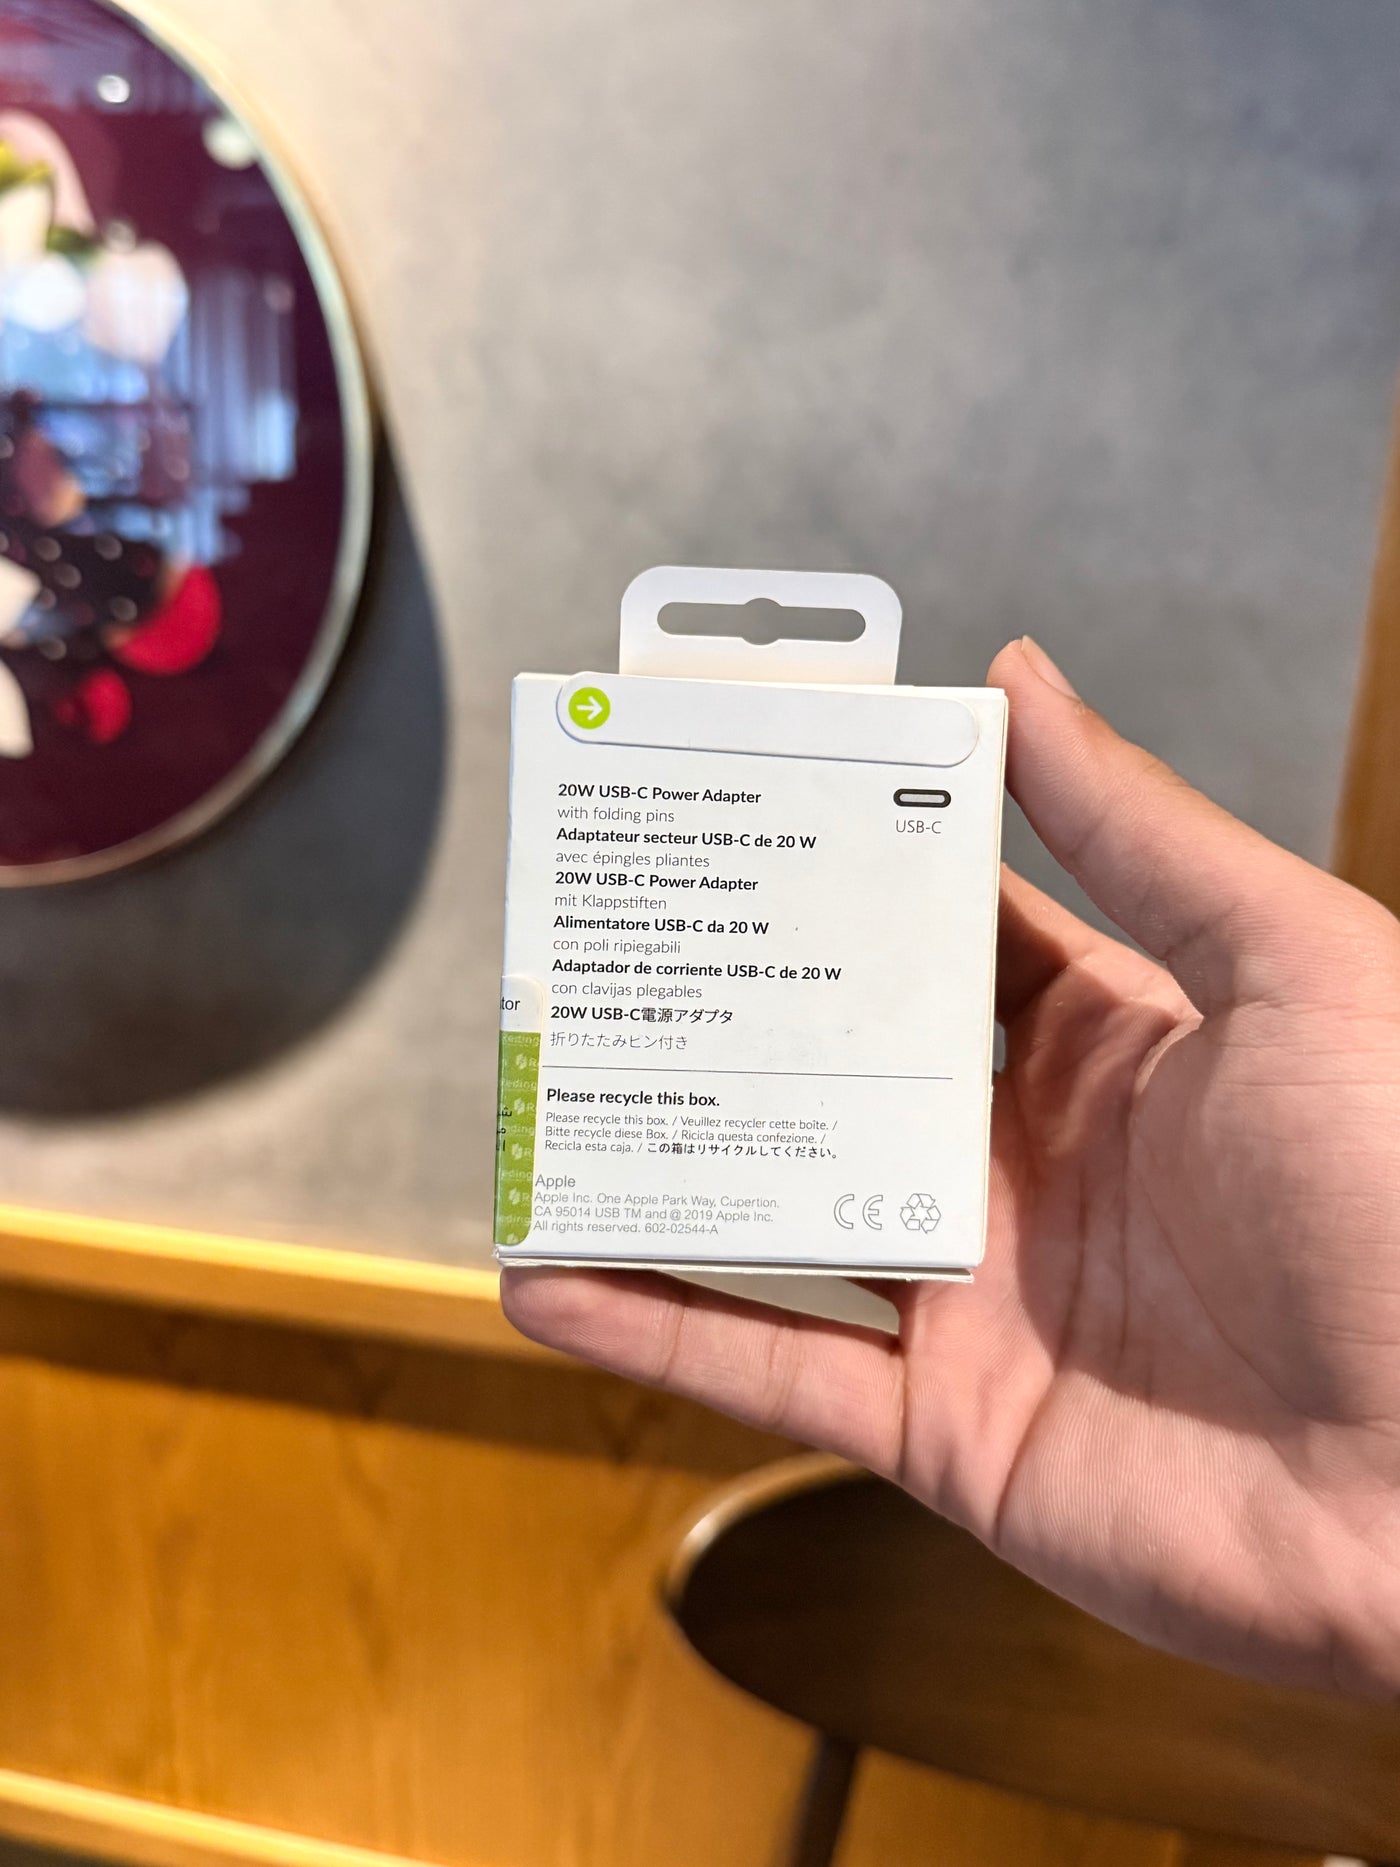 20W USB-C Power Adapter
with folding pins
USB-C
Adaptateur secteur USB-C de 20 W
avec épingles pliantes
20W USB-C Power Adapter
mit Klappstiften
Alimentatore USB-C da 20 W
con poli ripiegabili
Adaptador de corriente USB-C de 20 W
con clavijas plegables
20W USB-C電源アダプタ
折りたたみピン付き
tor
Please recycle this box.
Please recycle this box. / Veuillez recycler cette boîte. /
Bitte recycle diese Box. / Ricicla questa confezione. /
Recicla esta caja. / この箱はリサイクルしてください。
Apple
Apple Inc. One Apple Park Way, Cupertion.
CA 95014 USB TM and @ 2019 Apple Inc.
All rights reserved. 602-02544-A
CE